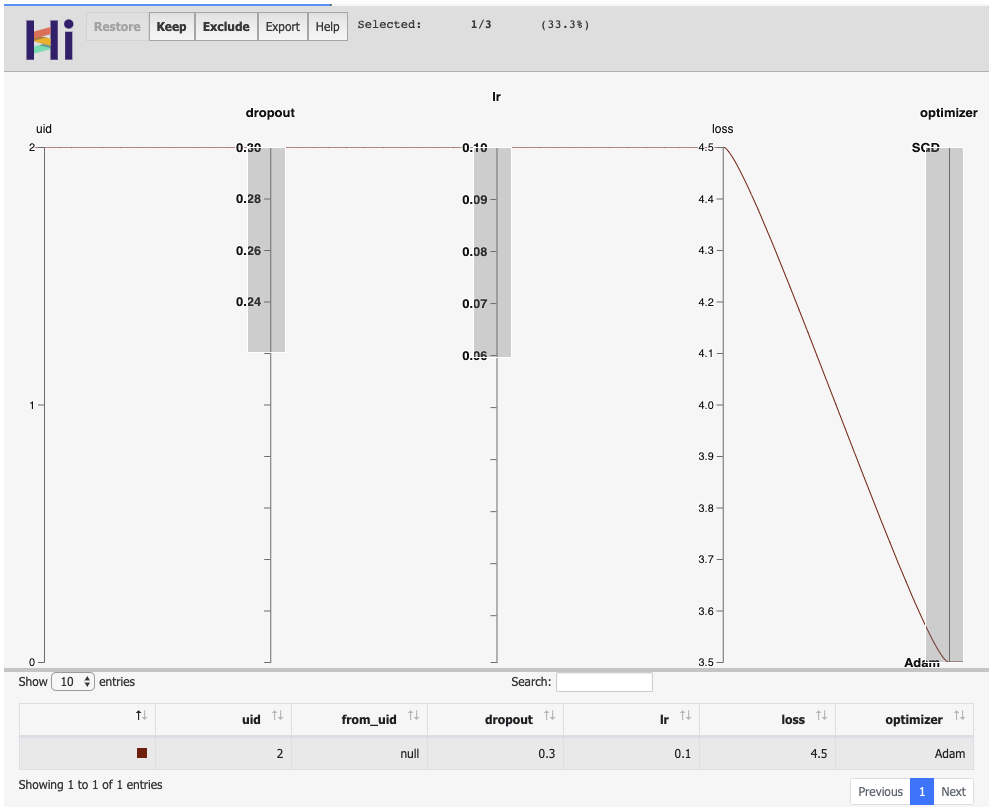 Hi Restore Keep Exclude Export Help Selected: 1/3 (33.3%)
lr
dropout optimizer
uid loss
2 0.30 0.10 4.5 SGD
0.28 0.09 4.4
0.26 0.08 4.3
0.24 0.07 4.2
0.06 4.1
1 4.0
3.9
3.8
3.7
3.6
0 3.5 Adam
Show 10 entries Search:
uid from_uid dropout lr loss optimizer
2 null 0.3 0.1 4.5 Adam
Showing 1 to 1 of 1 entries
Previous 1 Next